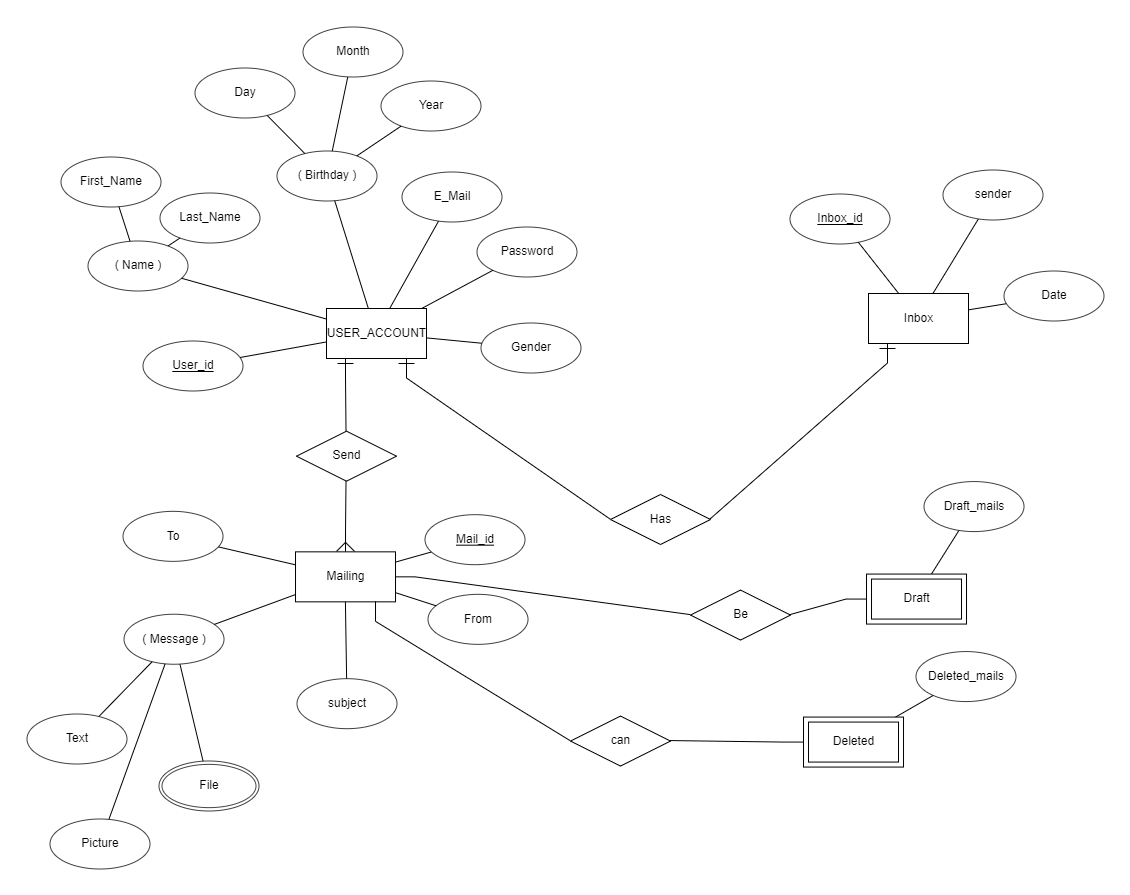 Month
Day
Year
( Birthday )
First_Name
E_Mail
sender
Last_Name
Inbox_id
Password
( Name )
Date
Inbox
USER_ACCOUNT
Gender
User_id
Send
Draft_mails
Has
To
Mail_id
Mailing
Draft
Be
From
( Message )
Deleted_mails
subject
Text
can
Deleted
File
Picture